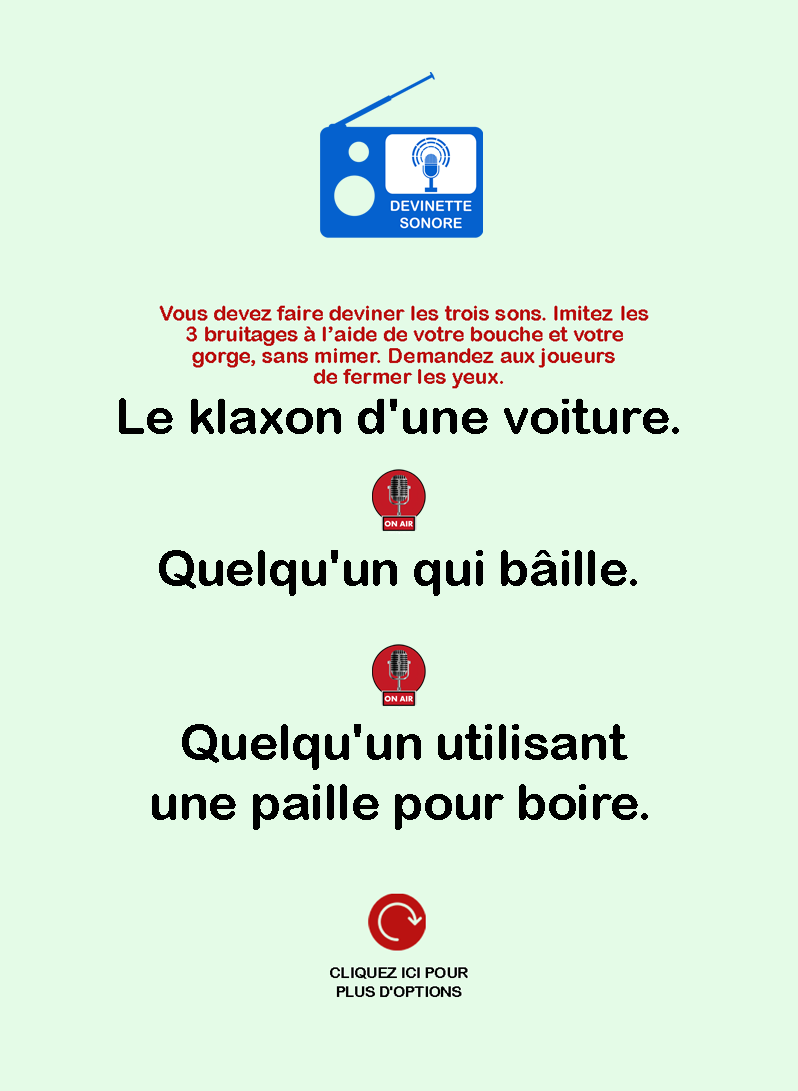 DEVINETTE
SONORE
Vous devez faire deviner les trois sons. Imitez les
3 bruitages à l’aide de votre bouche et votre
gorge, sans mimer. Demandez aux joueurs
de fermer les yeux.
Le klaxon d'une voiture.
ON AIR
Quelqu'un qui bâille.
ON AIR
Quelqu'un utilisant
une paille pour boire.
CLIQUEZ ICI POUR
PLUS D'OPTIONS